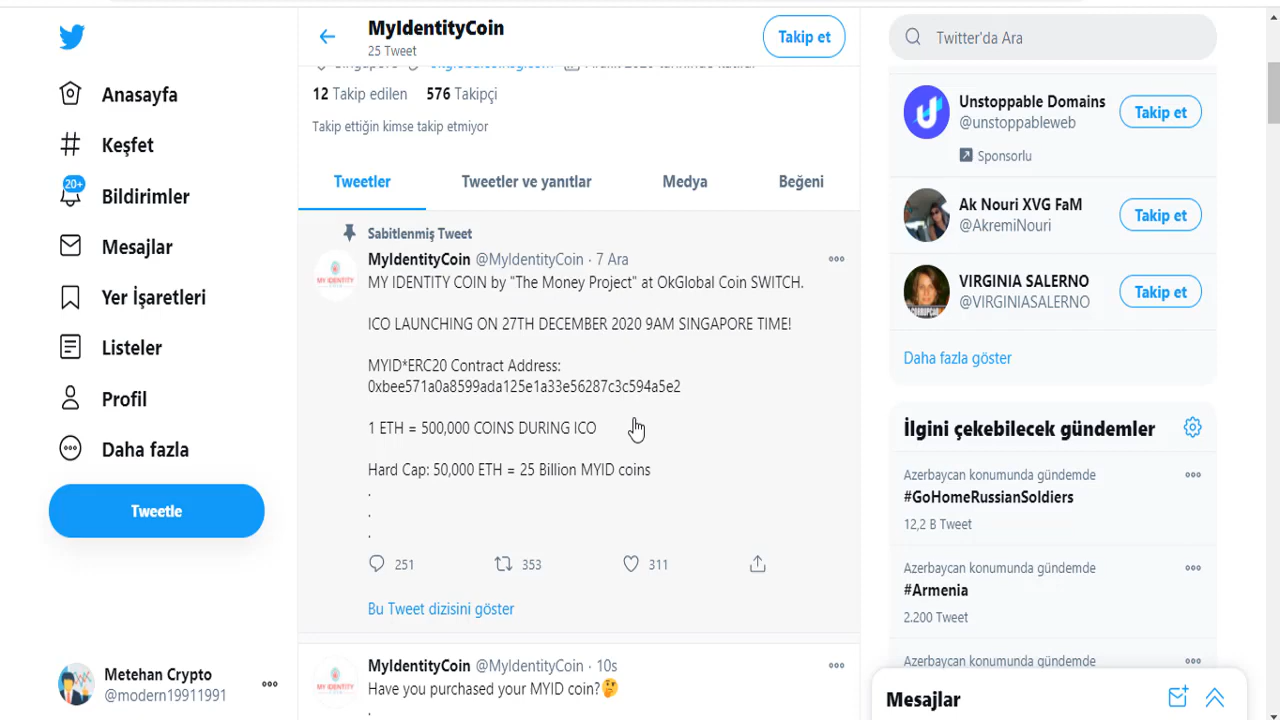 Anasayfa
Keşfet
20+
Bildirimler
Mesajlar
Yer İşaretleri
Listeler
Profil
Daha fazla
Tweetle
Metehan Crypto
@modern19911991
MyIdentityCoin
25 Tweet
Takip et
12 Takip edilen 576 Takipçi
Takip ettiğin kimse takip etmiyor
Tweetler Tweetler ve yanıtlar Medya Beğeni
Sabitlenmiş Tweet
MyIdentityCoin @MyIdentityCoin · 7 Ara
MY IDENTITY COIN by "The Money Project" at OkGlobal Coin SWITCH.
ICO LAUNCHING ON 27TH DECEMBER 2020 9AM SINGAPORE TIME!
MYID*ERC20 Contract Address:
0xbee571a0a8599ada125e1a33e56287c3c594a5e2
1 ETH = 500,000 COINS DURING ICO
Hard Cap: 50,000 ETH = 25 Billion MYID coins
.
.
.
251 353 311
Bu Tweet dizisini göster
MyIdentityCoin @MyIdentityCoin · 10s
Have you purchased your MYID coin?🤔
.
MY IDENTITY
MY IDENTITY
Twitter'da Ara
Unstoppable Domains
@unstoppableweb
Takip et
Sponsorlu
Ak Nouri XVG FaM
@AkremiNouri
Takip et
VIRGINIA SALERNO
@VIRGINIASALERNO
Takip et
Daha fazla göster
İlgini çekebilecek gündemler
Azerbaycan konumunda gündemde
#GoHomeRussianSoldiers
12,2 B Tweet
Azerbaycan konumunda gündemde
#Armenia
2.200 Tweet
Azerbaycan konumunda gündemde
Mesajlar